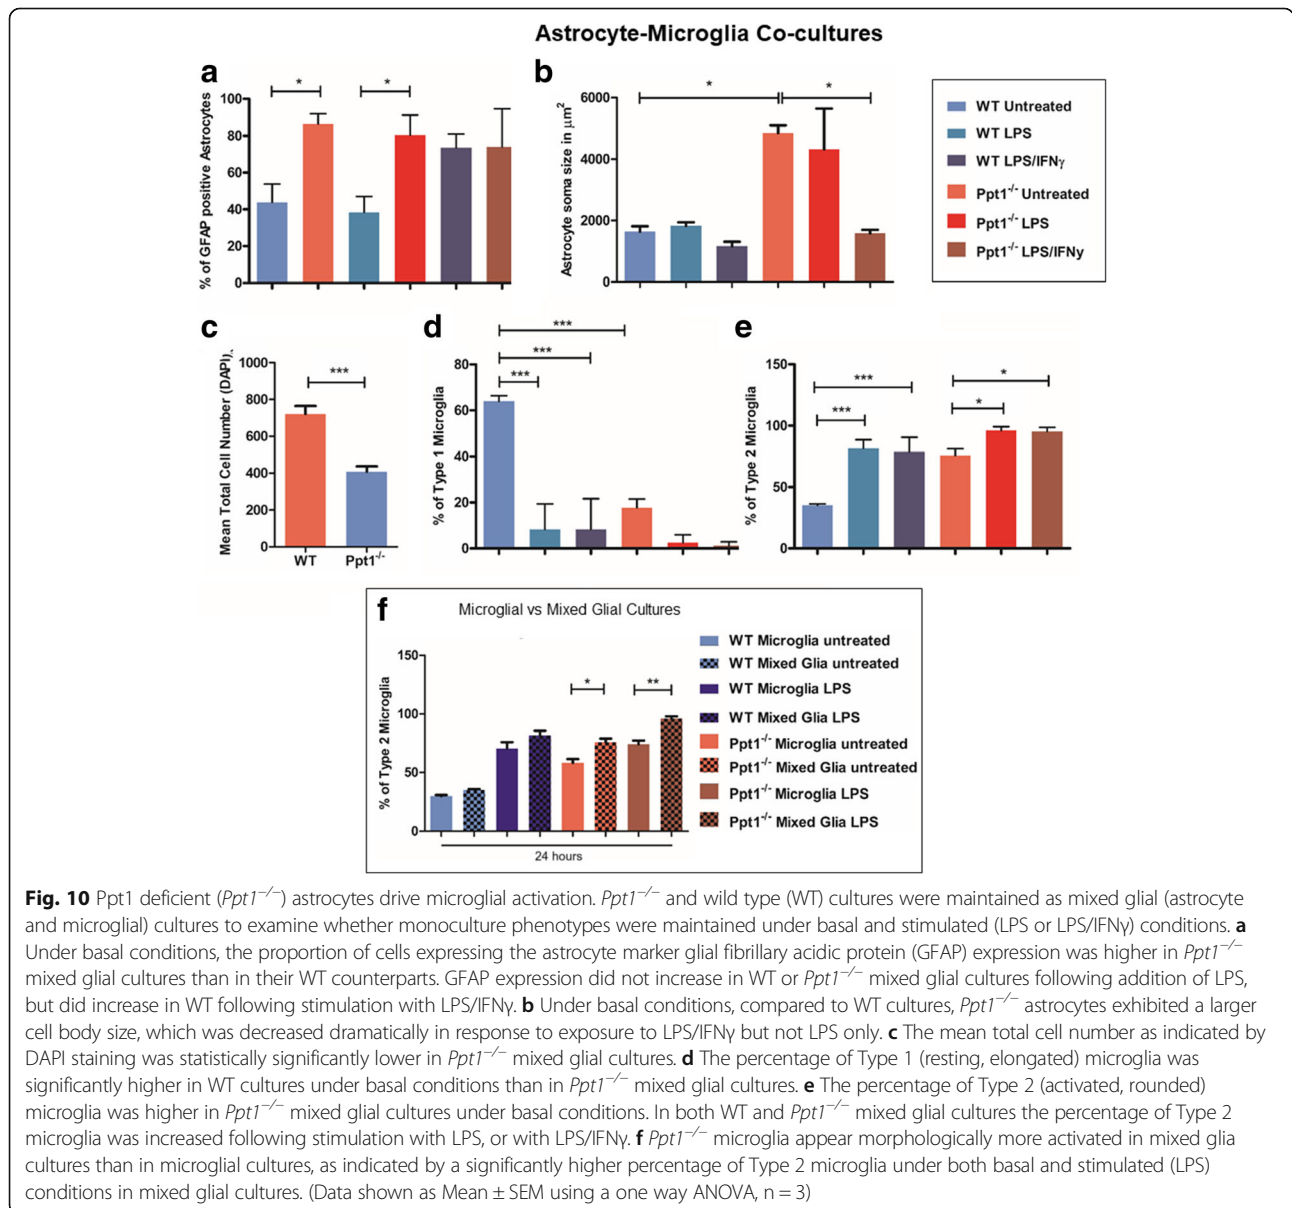 Astrocyte-Microglia Co-cultures
a
% of GFAP positive Astrocytes
100
80
60
40
20
0
*
*
b
Astrocyte soma size in μm²
6000
4000
2000
0
*
*
WT Untreated
WT LPS
WT LPS/IFNγ
Ppt1⁻/⁻ Untreated
Ppt1⁻/⁻ LPS
Ppt1⁻/⁻ LPS/IFNγ
c
Mean Total Cell Number (DAPI)
1000
800
600
400
200
0
***
WT Ppt1⁻/⁻
d
% of Type 1 Microglia
80
60
40
20
0
***
***
***
e
% of Type 2 Microglia
150
100
50
0
***
***
*
*
f
Microglial vs Mixed Glial Cultures
% of Type 2 Microglia
150
100
50
0
*
**
24 hours
WT Microglia untreated
WT Mixed Glia untreated
WT Microglia LPS
WT Mixed Glia LPS
Ppt1⁻/⁻ Microglia untreated
Ppt1⁻/⁻ Mixed Glia untreated
Ppt1⁻/⁻ Microglia LPS
Ppt1⁻/⁻ Mixed Glia LPS
Fig. 10 Ppt1 deficient (Ppt1⁻/⁻) astrocytes drive microglial activation. Ppt1⁻/⁻ and wild type (WT) cultures were maintained as mixed glial (astrocyte
and microglial) cultures to examine whether monoculture phenotypes were maintained under basal and stimulated (LPS or LPS/IFNγ) conditions. a
Under basal conditions, the proportion of cells expressing the astrocyte marker glial fibrillary acidic protein (GFAP) expression was higher in Ppt1⁻/⁻
mixed glial cultures than in their WT counterparts. GFAP expression did not increase in WT or Ppt1⁻/⁻ mixed glial cultures following addition of LPS,
but did increase in WT following stimulation with LPS/IFNγ. b Under basal conditions, compared to WT cultures, Ppt1⁻/⁻ astrocytes exhibited a larger
cell body size, which was decreased dramatically in response to exposure to LPS/IFNγ but not LPS only. c The mean total cell number as indicated by
DAPI staining was statistically significantly lower in Ppt1⁻/⁻ mixed glial cultures. d The percentage of Type 1 (resting, elongated) microglia was
significantly higher in WT cultures under basal conditions than in Ppt1⁻/⁻ mixed glial cultures. e The percentage of Type 2 (activated, rounded)
microglia was higher in Ppt1⁻/⁻ mixed glial cultures under basal conditions. In both WT and Ppt1⁻/⁻ mixed glial cultures the percentage of Type 2
microglia was increased following stimulation with LPS, or with LPS/IFNγ. f Ppt1⁻/⁻ microglia appear morphologically more activated in mixed glia
cultures than in microglial cultures, as indicated by a significantly higher percentage of Type 2 microglia under both basal and stimulated (LPS)
conditions in mixed glial cultures. (Data shown as Mean ± SEM using a one way ANOVA, n = 3)